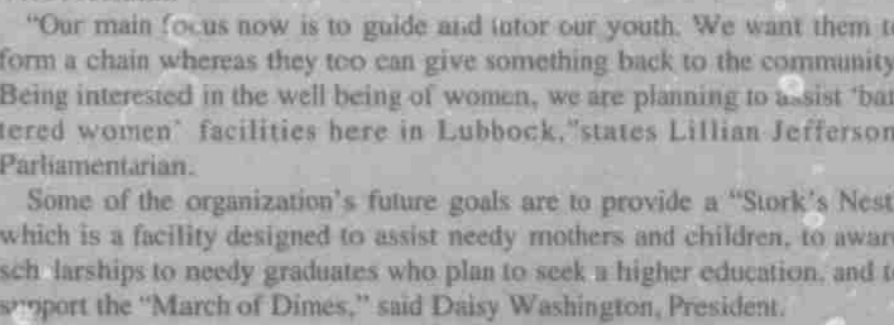 "Our main focus now is to guide and tutor our youth. We want them t
form a chain whereas they too can give something back to the community
Being interested in the well being of women, we are planning to assist 'bat
tered women' facilities here in Lubbock,"states Lillian Jefferson
Parliamentarian.
Some of the organization's future goals are to provide a "Stork's Nest
which is a facility designed to assist needy mothers and children, to awar
sch larships to needy graduates who plan to seek a higher education, and t
support the "March of Dimes," said Daisy Washington, President.